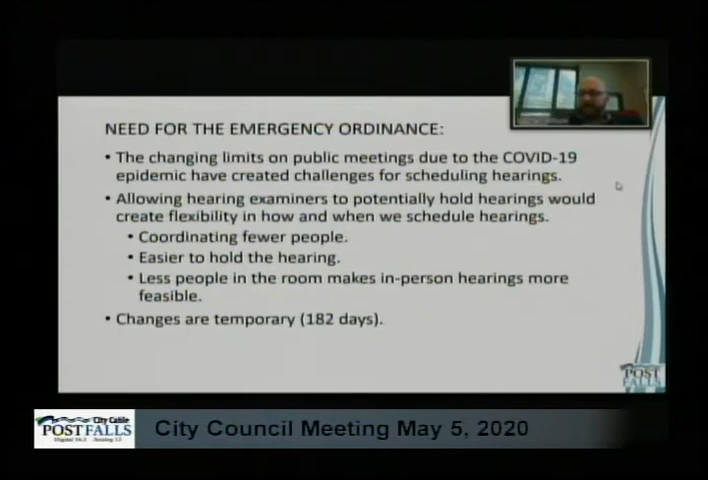 NEED FOR THE EMERGENCY ORDINANCE:
• The changing limits on public meetings due to the COVID-19
epidemic have created challenges for scheduling hearings.
• Allowing hearing examiners to potentially hold hearings would
create flexibility in how and when we schedule hearings.
• Coordinating fewer people.
• Easier to hold the hearing.
• Less people in the room makes in-person hearings more
feasible.
• Changes are temporary (182 days).
POST
FALLS
City Cable
POSTFALLS
City Council Meeting May 5, 2020